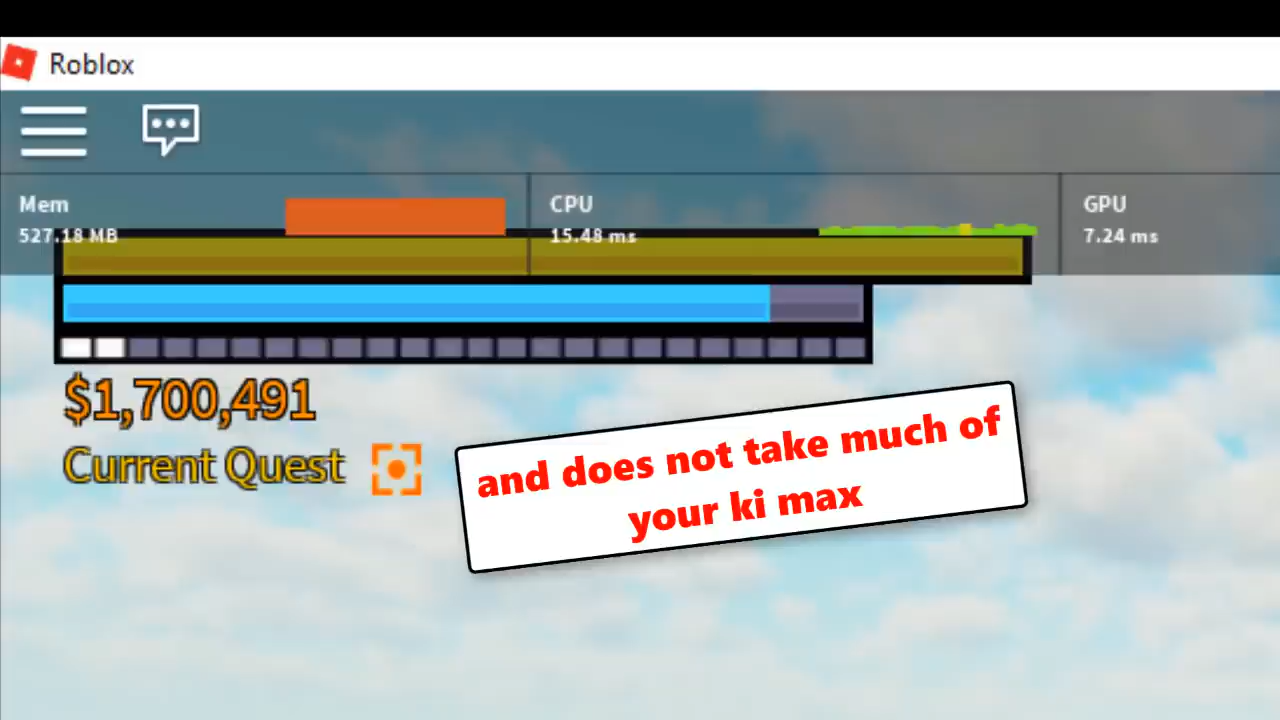 Roblox
Mem
CPU
GPU
527.18 MB
15.48 ms
7.24 ms
$1,700,491
Current Quest
and does not take much of
your ki max